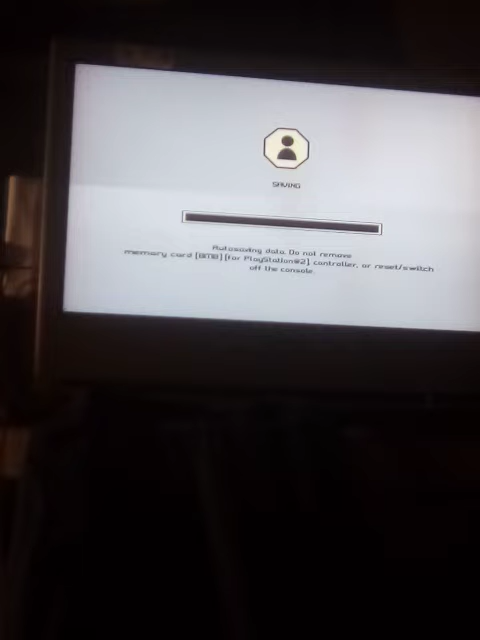 SAVING
Autosaving data. Do not remove
memory card (8MB)(for PlayStation®2), controller, or reset/switch
off the console.